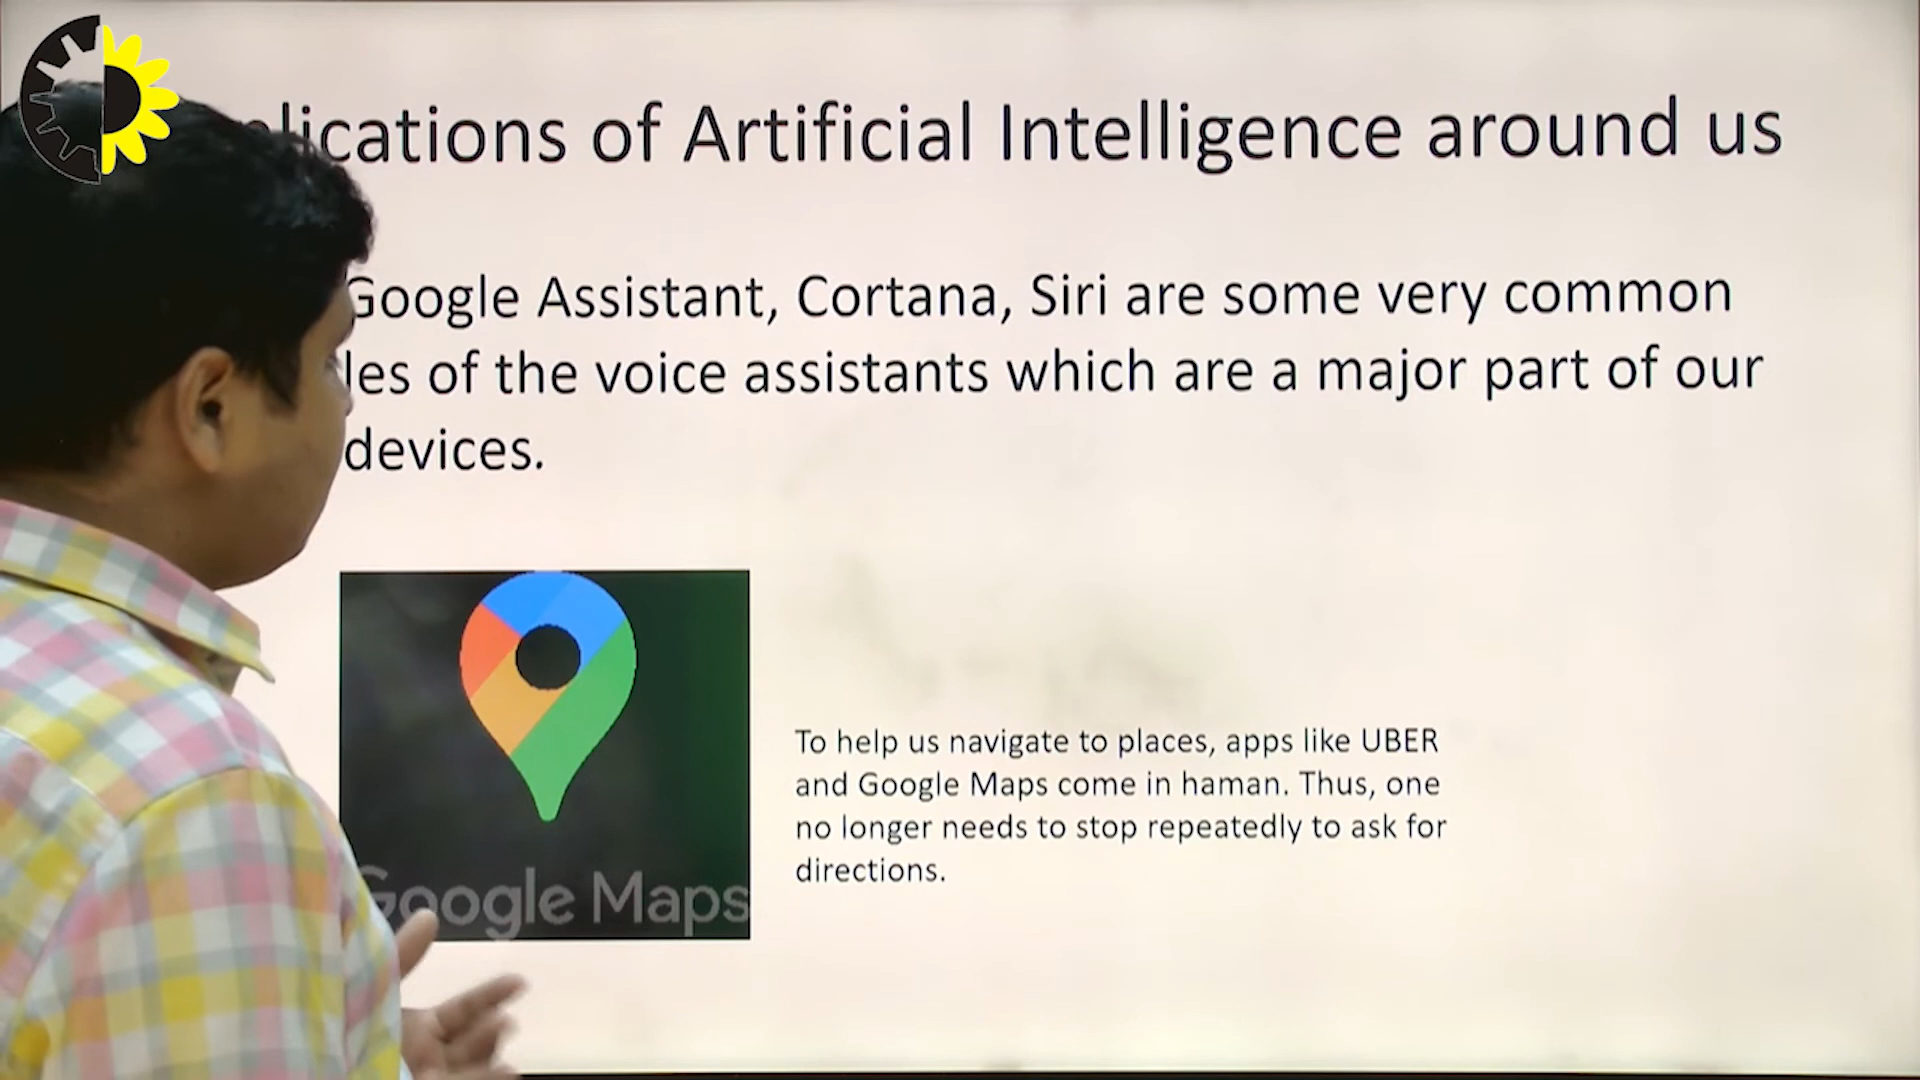 of Artificial Intelligence around us
Google Assistant, Cortana, Siri are some very common
of the voice assistants which are a major part of our
devices.
Google Maps
To help us navigate to places, apps like UBER
and Google Maps come in haman. Thus, one
no longer needs to stop repeatedly to ask for
directions.